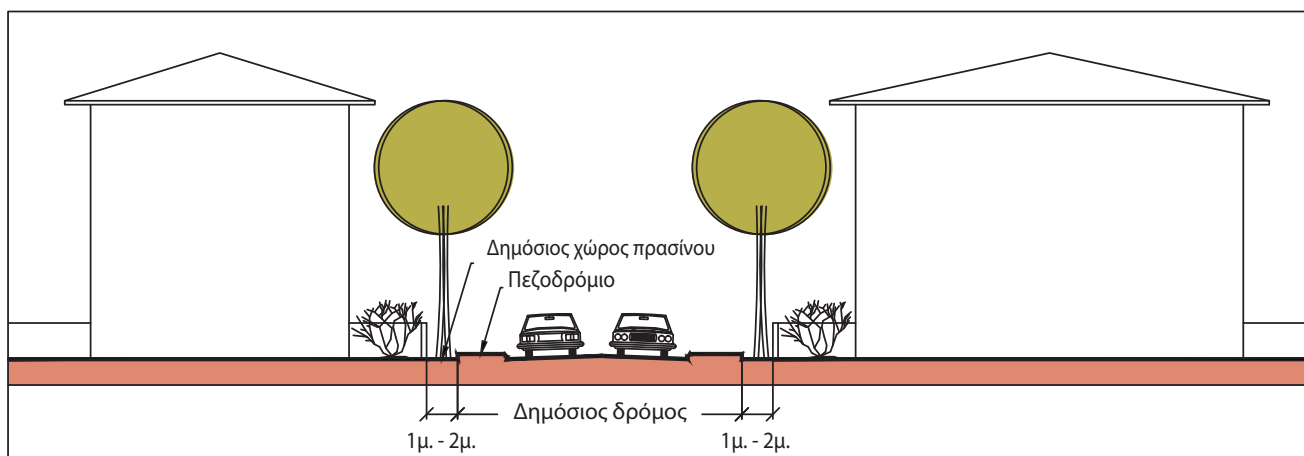 Δημόσιος χώρος πρασίνου
Πεζοδρόμιο
Δημόσιος δρόμος
1μ. - 2μ.
1μ. - 2μ.